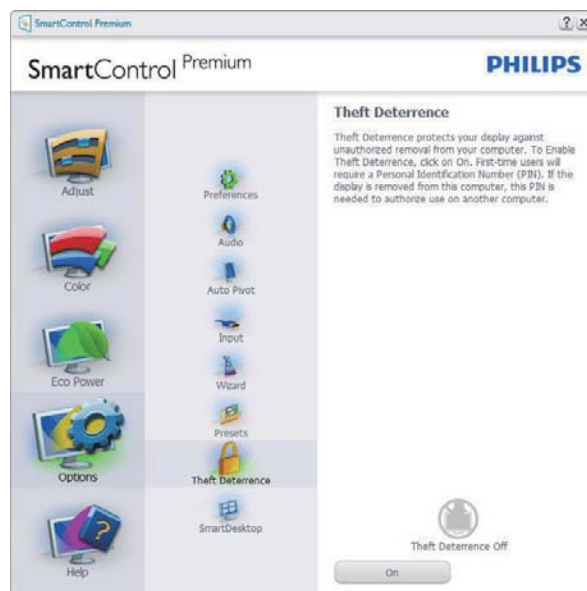 SmartControl Premium
? X
SmartControl Premium
PHILIPS
Adjust
Color
Eco Power
Options
Help
Preferences
Audio
Auto Pivot
Input
Wizard
Presets
Theft Deterrence
SmartDesktop
Theft Deterrence
Theft Deterrence protects your display against
unauthorized removal from your computer. To Enable
Theft Deterrence, click on On. First-time users will
require a Personal Identification Number (PIN). If the
display is removed from this computer, this PIN is
needed to authorize use on another computer.
Theft Deterrence Off
On